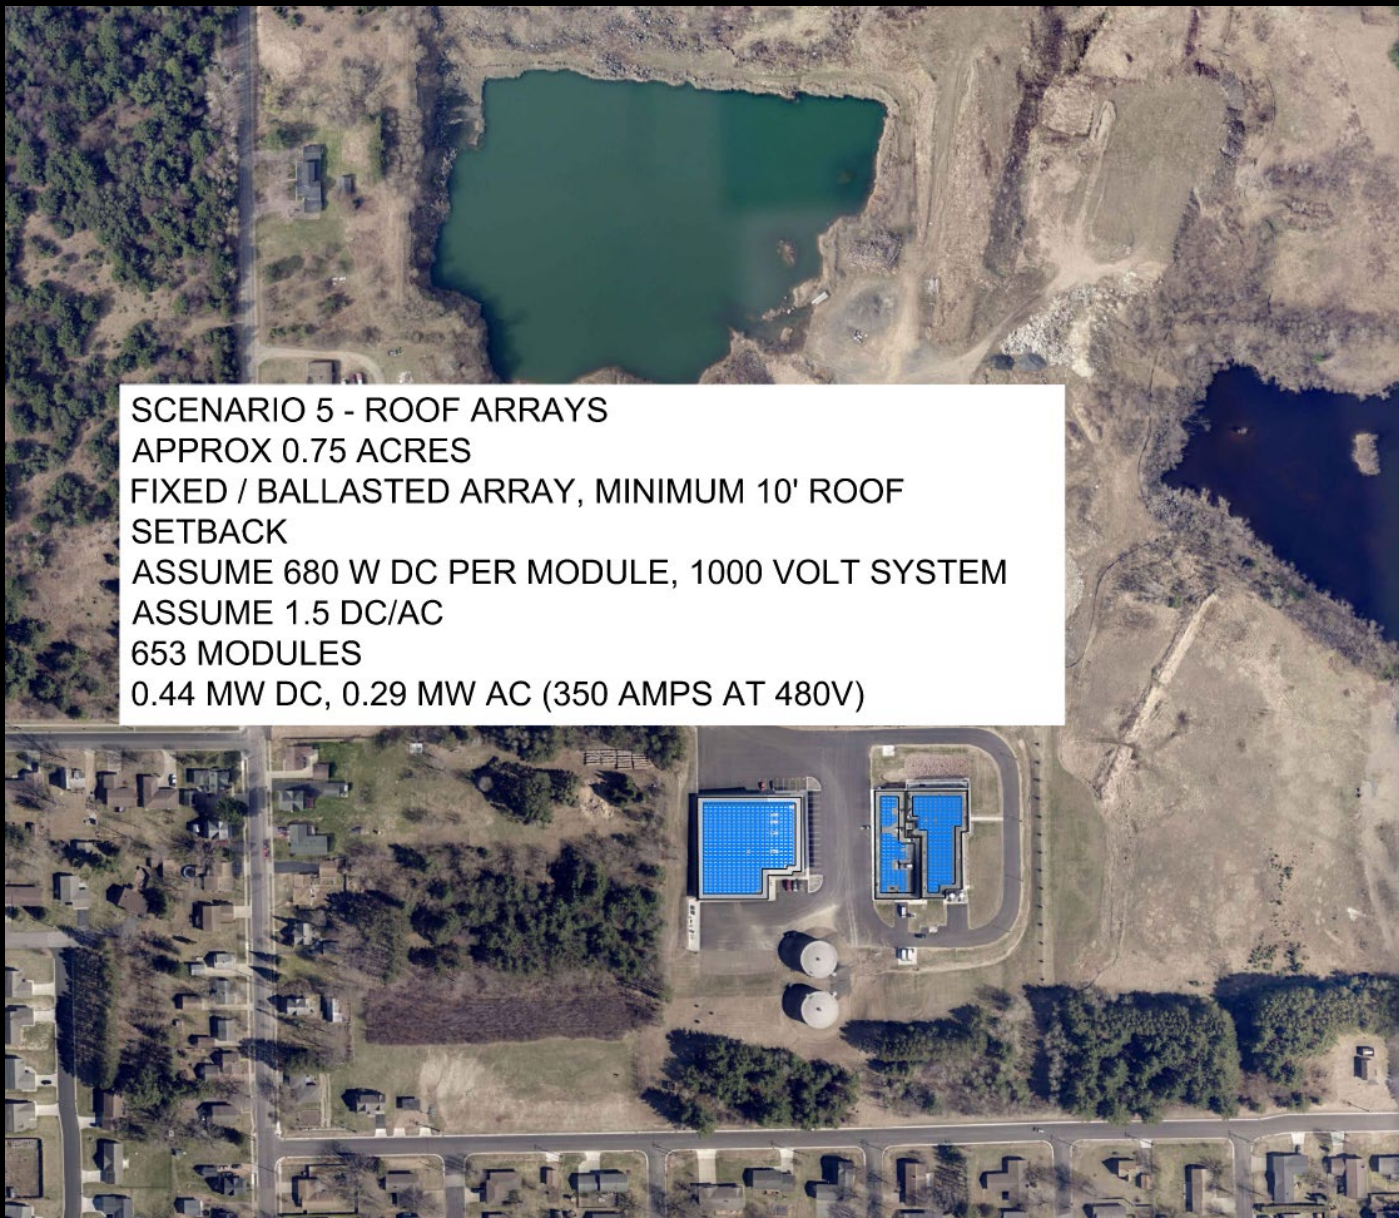 SCENARIO 5 - ROOF ARRAYS
APPROX 0.75 ACRES
FIXED / BALLASTED ARRAY, MINIMUM 10' ROOF
SETBACK
ASSUME 680 W DC PER MODULE, 1000 VOLT SYSTEM
ASSUME 1.5 DC/AC
653 MODULES
0.44 MW DC, 0.29 MW AC (350 AMPS AT 480V)